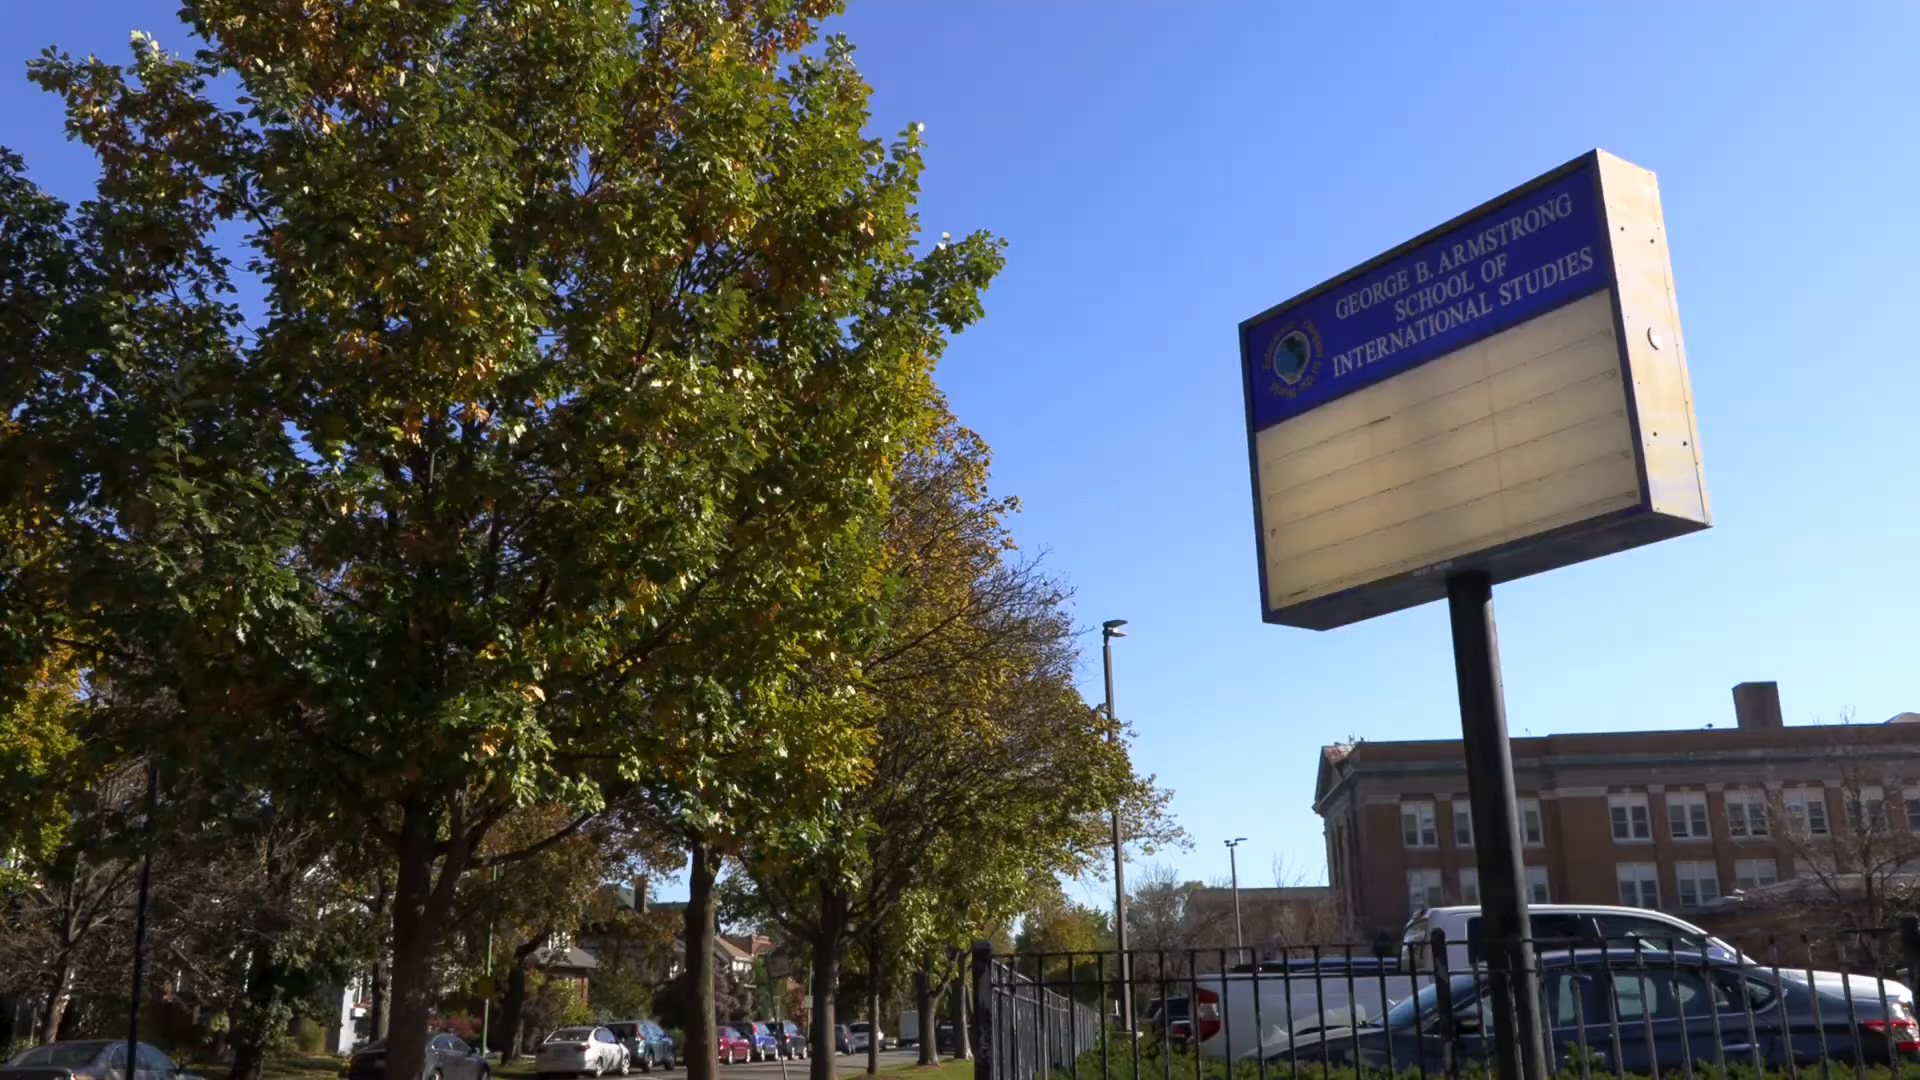 GEORGE B. ARMSTRONG
SCHOOL OF
INTERNATIONAL STUDIES